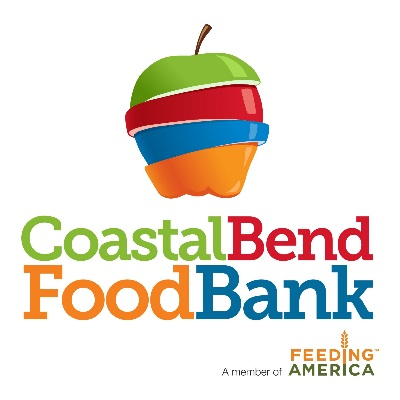 CoastalBend
FoodBank
FEEDING™
A member of AMERICA